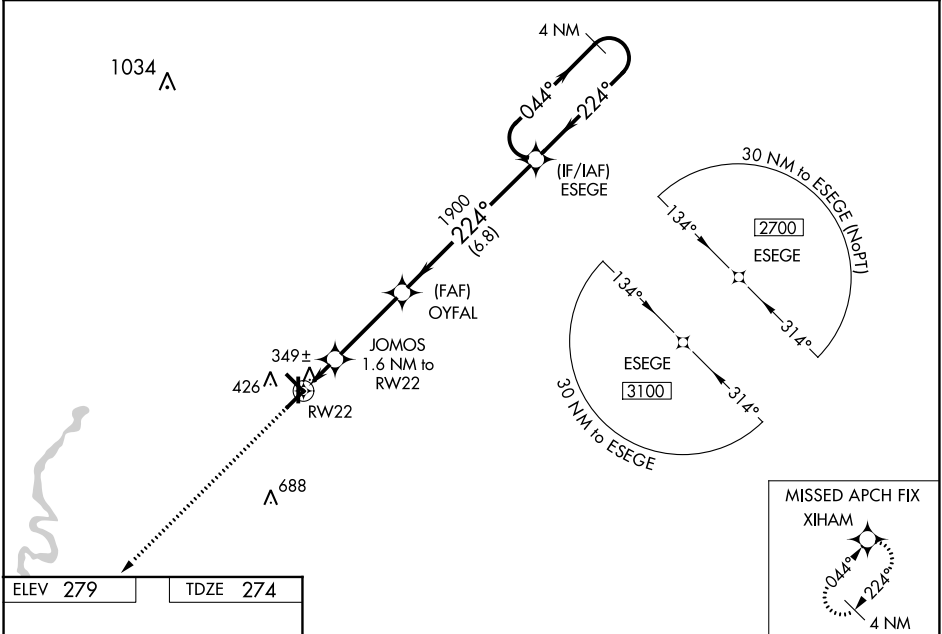 4 NM
1034
044°
224°
(IF/IAF)
ESEGE
1900
224°
(6.8)
30 NM to ESEGE (NoPT)
134°
2700
ESEGE
314°
(FAF)
OYFAL
134°
ESEGE
3100
314°
30 NM to ESEGE
JOMOS
1.6 NM to
RW22
349±
426
RW22
688
MISSED APCH FIX
XIHAM
044°
224°
4 NM
ELEV 279
TDZE 274